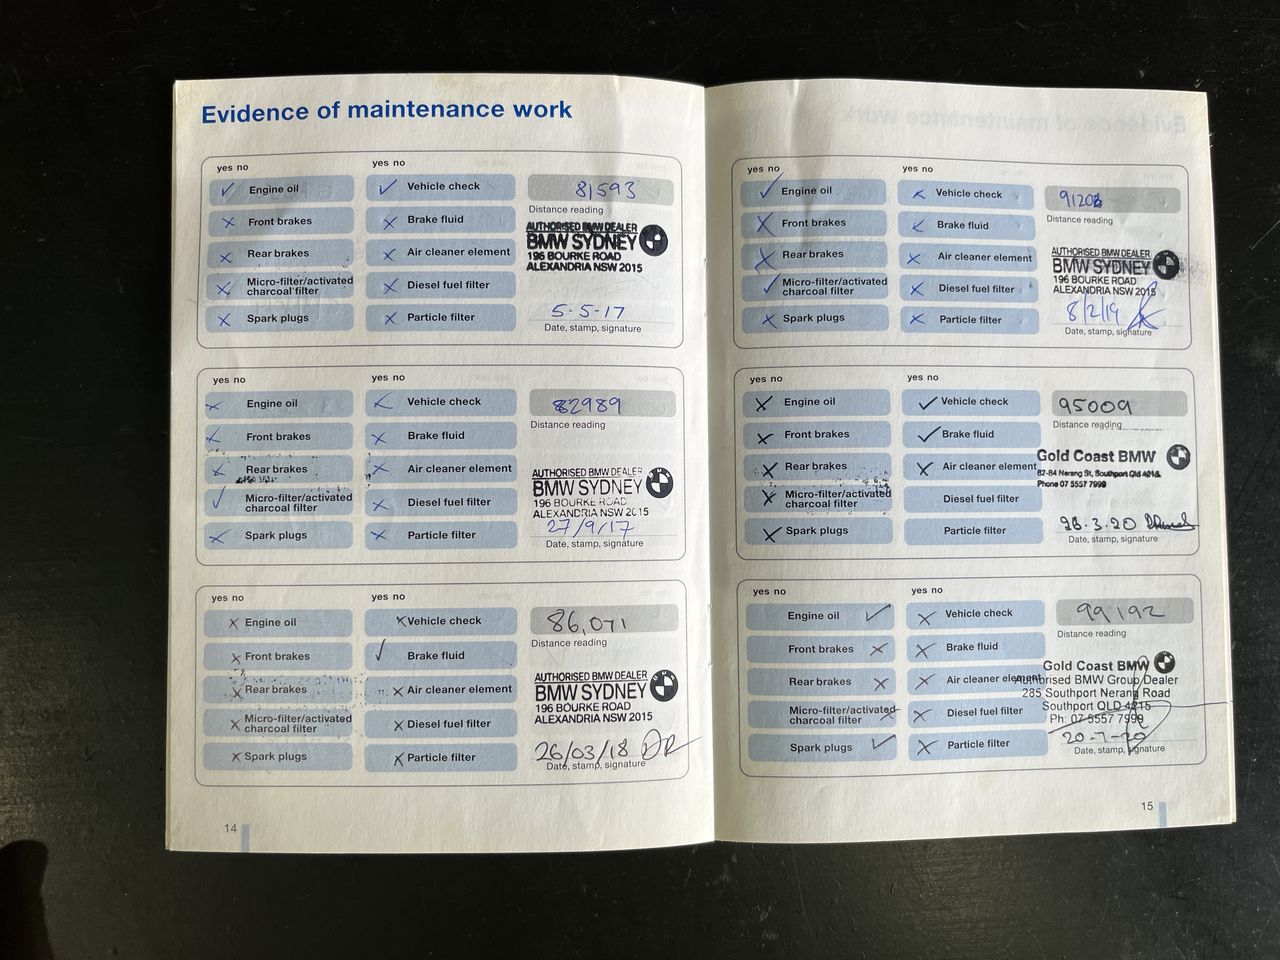 Evidence of maintenance work
yes no
yes no
Engine oil
Vehicle check
81593
Distance reading
Front brakes
Brake fluid
AUTHORISED BMW DEALER
BMW SYDNEY
196 BOURKE ROAD
ALEXANDRIA NSW 2015
Rear brakes
Air cleaner element
Micro-filter/activated
charcoal filter
Diesel fuel filter
Spark plugs
Particle filter
5-5-17
Date, stamp, signature
yes no
yes no
Engine oil
Vehicle check
82989
Distance reading
Front brakes
Brake fluid
Rear brakes
Air cleaner element
AUTHORISED BMW DEALER
BMW SYDNEY
196 BOURKE ROAD
ALEXANDRIA NSW 2015
Micro-filter/activated
charcoal filter
Diesel fuel filter
27/9/17
Spark plugs
Particle filter
Date, stamp, signature
yes no
yes no
Engine oil
Vehicle check
86,071
Distance reading
Front brakes
Brake fluid
Rear brakes
Air cleaner element
AUTHORISED BMW DEALER
BMW SYDNEY
196 BOURKE ROAD
ALEXANDRIA NSW 2015
Micro-filter/activated
charcoal filter
Diesel fuel filter
Spark plugs
Particle filter
26/03/18
Date, stamp, signature
14
yes no
yes no
Engine oil
Vehicle check
Distance reading
Front brakes
Brake fluid
Rear brakes
Air cleaner element
AUTHORISED BMW DEALER
BMW SYDNEY
196 BOURKE ROAD
ALEXANDRIA NSW 2015
Micro-filter/activated
charcoal filter
Diesel fuel filter
8/2/19
Spark plugs
Particle filter
Date, stamp, signature
yes no
yes no
Engine oil
Vehicle check
95009
Distance reading
Front brakes
Brake fluid
Rear brakes
Air cleaner element
Gold Coast BMW
Nerang St, Southport Qld
Phone 07 5557 7999
Micro-filter/activated
charcoal filter
Diesel fuel filter
Spark plugs
Particle filter
.3.20
Date, stamp, signature
yes no
yes no
Engine oil
Vehicle check
99,192
Distance reading
Front brakes
Brake fluid
Rear brakes
Air cleaner element
Gold Coast BMW
Authorised BMW Group Dealer
285 Southport Nerang Road
Southport QLD 4215
Ph: 07 5557 7999
Micro-filter/activated
charcoal filter
Diesel fuel filter
Spark plugs
Particle filter
20-7-20
Date, stamp, signature
15